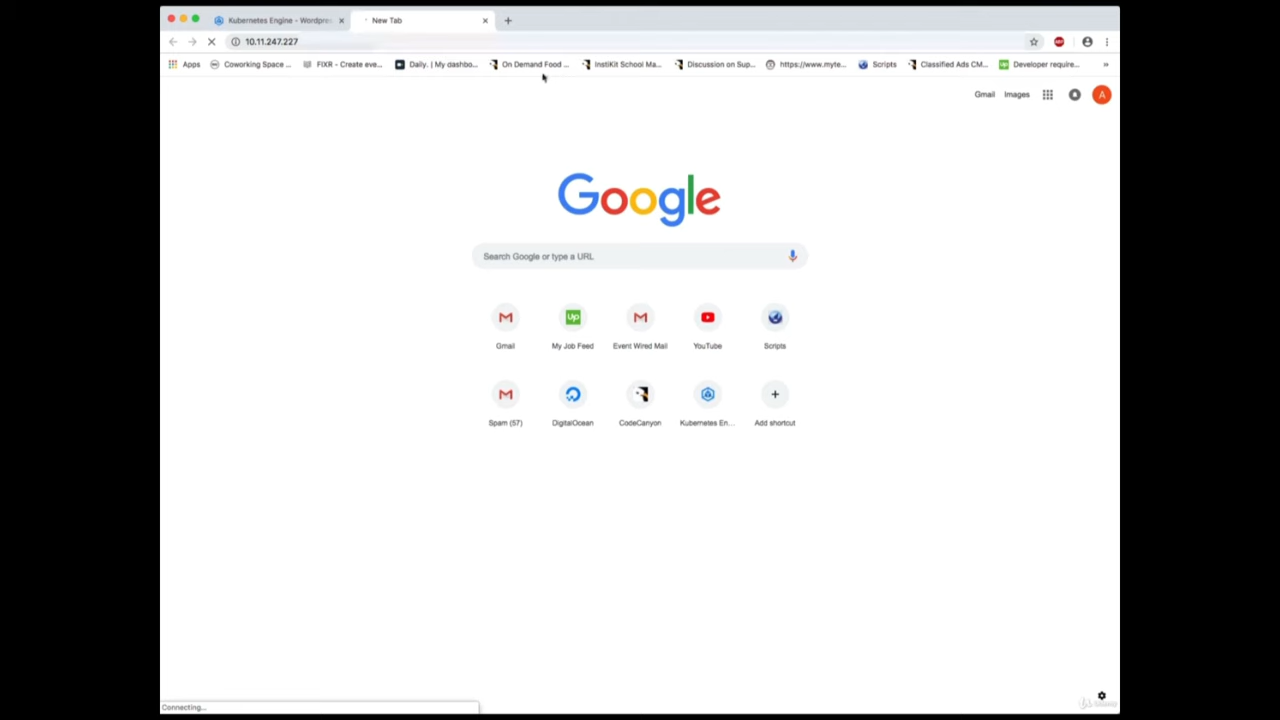 Kubernetes Engine - Wordpres
New Tab
10.11.247.227
Apps
Coworking Space ...
FIXR - Create eve...
Daily. | My dashbo...
On Demand Food ...
InstiKit School Ma...
Discussion on Sup...
https://www.myte...
Scripts
Classified Ads CM...
Developer require...
»
Gmail
Images
A
Google
Search Google or type a URL
Up
Gmail
My Job Feed
Event Wired Mail
YouTube
Scripts
Spam (57)
DigitalOcean
CodeCanyon
Kubernetes En...
Add shortcut
Connecting...